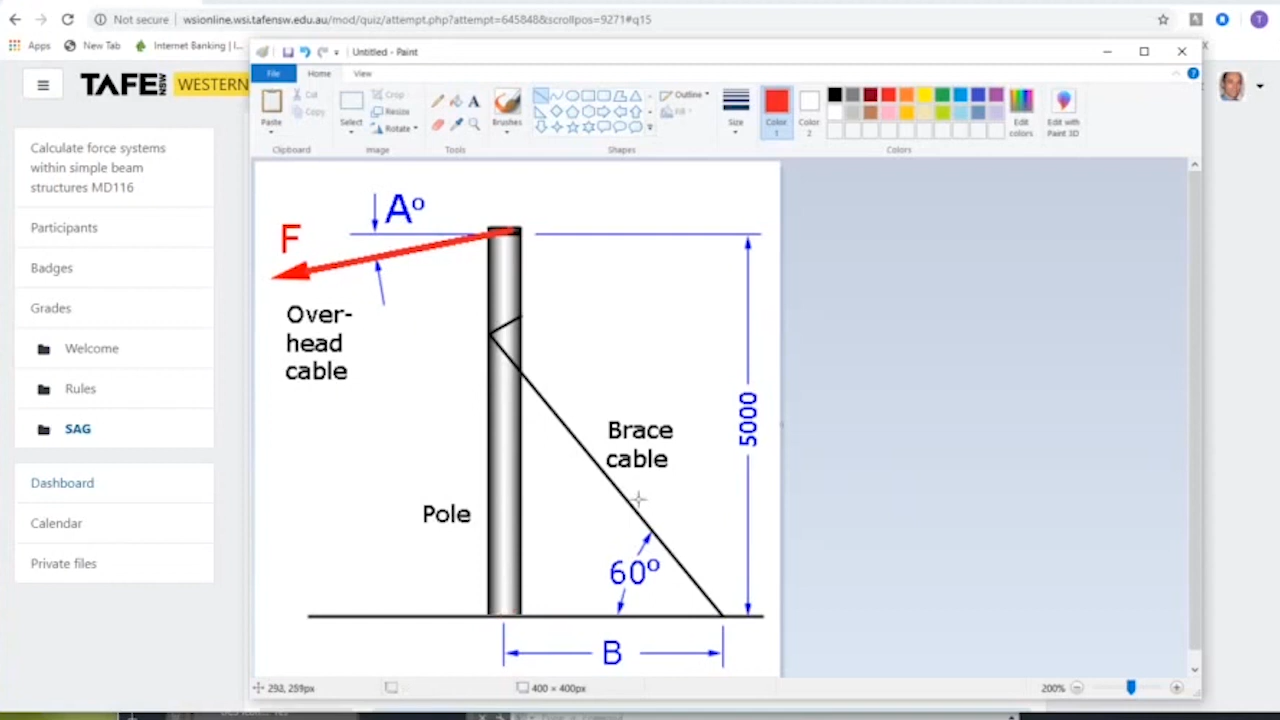 Not secure
wsionline.wsi.tafensw.edu.au/mod/quiz/attempt.php?attempt=645848&scrollpos=9271#q15
A
T
Apps
New Tab
Internet Banking | I...
TAFE NSW
WESTERN
Calculate force systems
within simple beam
structures MD116
Participants
Badges
Grades
Welcome
Rules
SAG
Dashboard
Calendar
Private files
Untitled - Paint
File
Home
View
Paste
Cut
Copy
Clipboard
Select
Crop
Resize
Rotate
Image
A
Tools
Brushes
Outline
Fill
Shapes
Size
Color
1
Color
2
Edit
colors
Edit with
Paint 3D
Colors
Aº
F
Over-
head
cable
Brace
cable
5000
Pole
60º
B
293, 259px
400 × 400px
200%